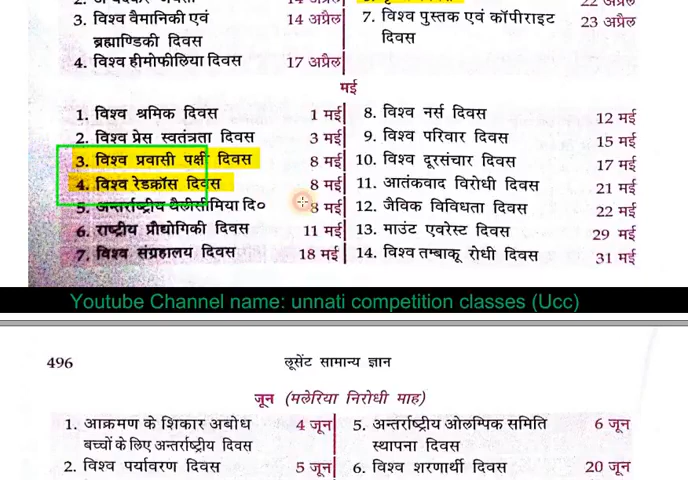 3. विश्व वैमानिकी एवं 14 अप्रैल
ब्रह्माण्डिकी दिवस
4. विश्व हीमोफीलिया दिवस 17 अप्रैल
22 अप्रैल
7. विश्व पुस्तक एवं कॉपीराइट 23 अप्रैल
दिवस
मई
1. विश्व श्रमिक दिवस 1 मई
2. विश्व प्रेस स्वतंत्रता दिवस 3 मई
3. विश्व प्रवासी पक्षी दिवस 8 मई
4. विश्व रेडक्रॉस दिवस 8 मई
5. अन्तर्राष्ट्रीय थैलीसीमिया दि० 8 मई
6. राष्ट्रीय प्रौद्योगिकी दिवस 11 मई
7. विश्व संग्रहालय दिवस 18 मई
8. विश्व नर्स दिवस 12 मई
9. विश्व परिवार दिवस 15 मई
10. विश्व दूरसंचार दिवस 17 मई
11. आतंकवाद विरोधी दिवस 21 मई
12. जैविक विविधता दिवस 22 मई
13. माउंट एवरेस्ट दिवस 29 मई
14. विश्व तम्बाकू रोधी दिवस 31 मई
Youtube Channel name: unnati competition classes (Ucc)
496 लूसेंट सामान्य ज्ञान
जून (मलेरिया निरोधी माह)
1. आक्रमण के शिकार अबोध 4 जून
बच्चों के लिए अन्तर्राष्ट्रीय दिवस
2. विश्व पर्यावरण दिवस 5 जून
5. अन्तर्राष्ट्रीय ओलम्पिक समिति 6 जून
स्थापना दिवस
6. विश्व शरणार्थी दिवस 20 जून